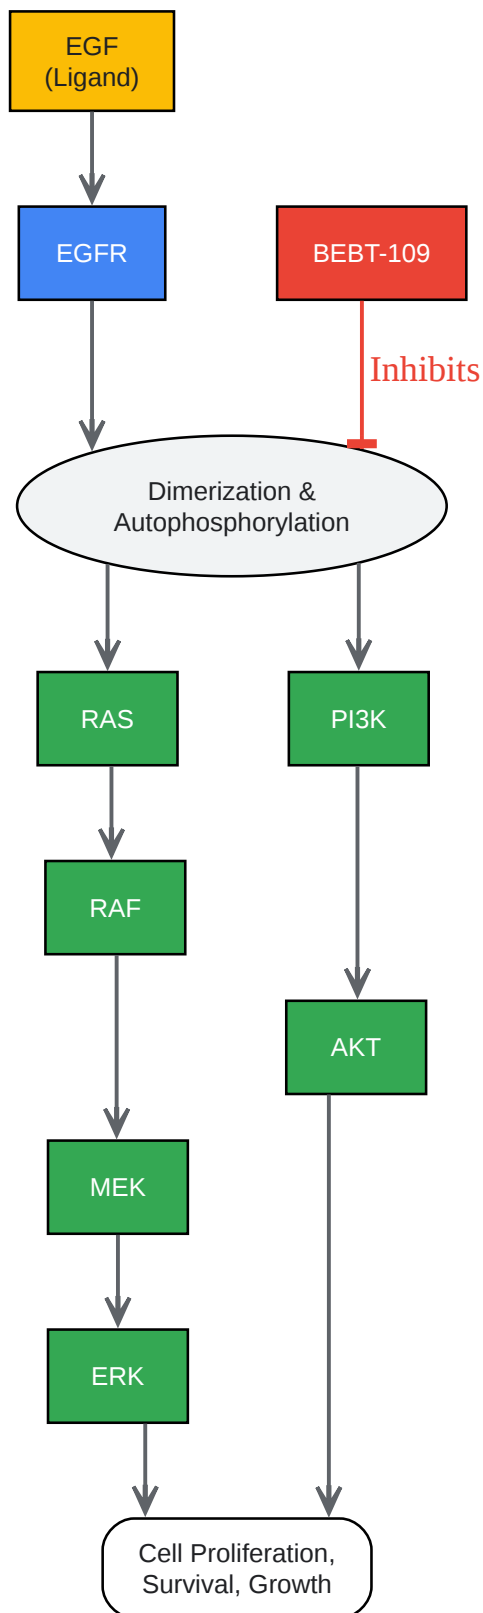 EGF
(Ligand)
EGFR
BEBT-109
Inhibits
Dimerization &
Autophosphorylation
RAS
PI3K
RAF
AKT
MEK
ERK
Cell Proliferation,
Survival, Growth